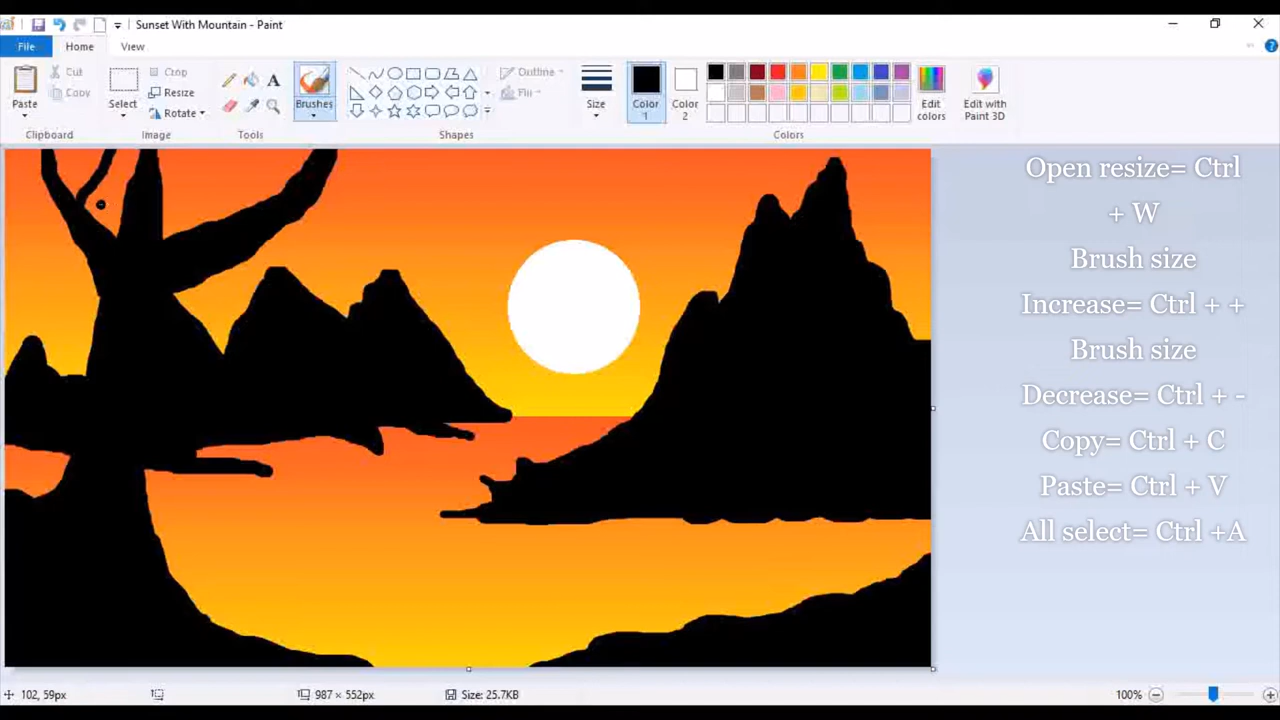 Sunset With Mountain - Paint
File Home View
Paste
Cut
Copy
Clipboard
Select
Crop
Resize
Rotate
Image
A
Tools
Brushes
Outline
Fill
Shapes
Size
Color 1
Color 2
Edit colors
Edit with Paint 3D
Colors
Open resize= Ctrl
+ W
Brush size
Increase= Ctrl + +
Brush size
Decrease= Ctrl + -
Copy= Ctrl + C
Paste= Ctrl + V
All select= Ctrl +A
102, 59px
987 × 552px
Size: 25.7KB
100%